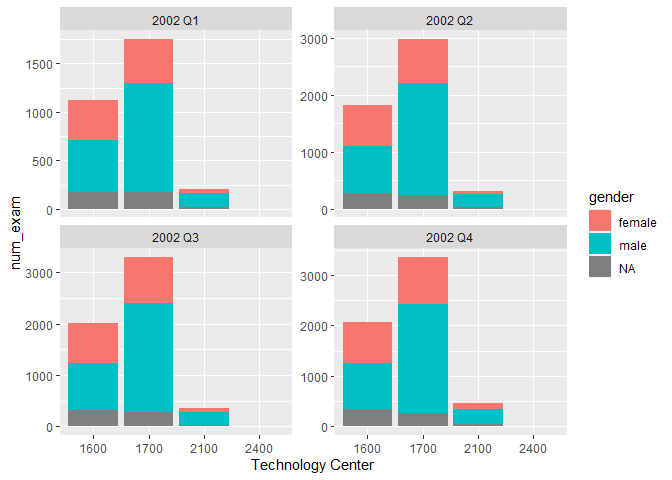 2002 Q1
2002 Q2
1500
1000
500
0
3000
2000
1000
0
2002 Q3
2002 Q4
3000
2000
1000
0
3000
2000
1000
0
1600 1700 2100 2400
1600 1700 2100 2400
Technology Center
num_exam
gender
female
male
NA